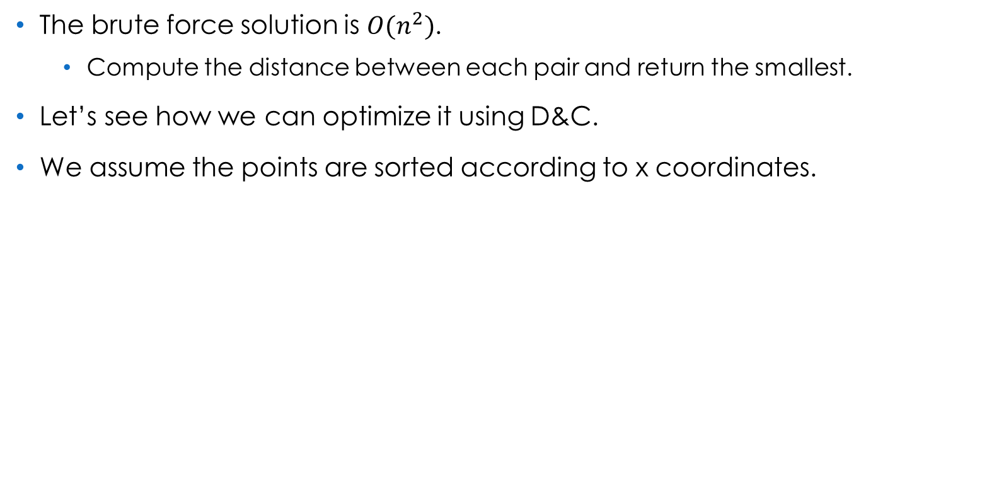 • The brute force solution is O(n²).
• Compute the distance between each pair and return the smallest.
• Let’s see how we can optimize it using D&C.
• We assume the points are sorted according to x coordinates.